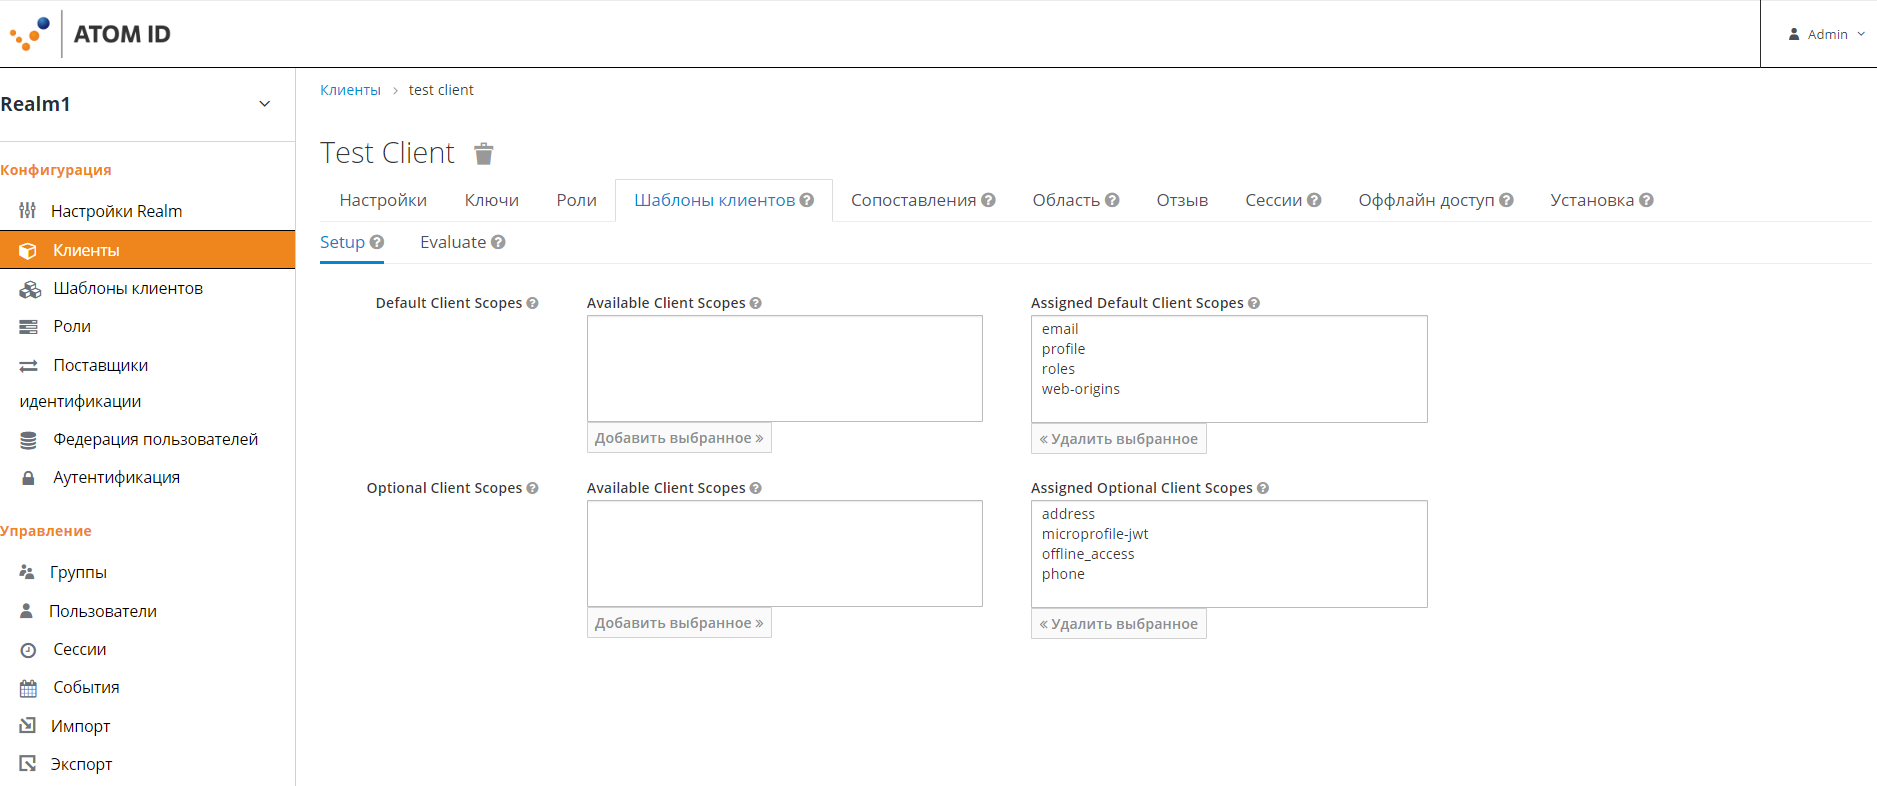 ATOM ID
Admin
Realm1
Клиенты › test client
Test Client
Конфигурация
Настройки Realm
Клиенты
Шаблоны клиентов
Роли
Поставщики
идентификации
Федерация пользователей
Аутентификация
Управление
Группы
Пользователи
Сессии
События
Импорт
Экспорт
Настройки Ключи Роли Шаблоны клиентов Сопоставления Область Отзыв Сессии Оффлайн доступ Установка
Setup Evaluate
Default Client Scopes Available Client Scopes Assigned Default Client Scopes
email
profile
roles
web-origins
Добавить выбранное » « Удалить выбранное
Optional Client Scopes Available Client Scopes Assigned Optional Client Scopes
address
microprofile-jwt
offline_access
phone
Добавить выбранное » « Удалить выбранное